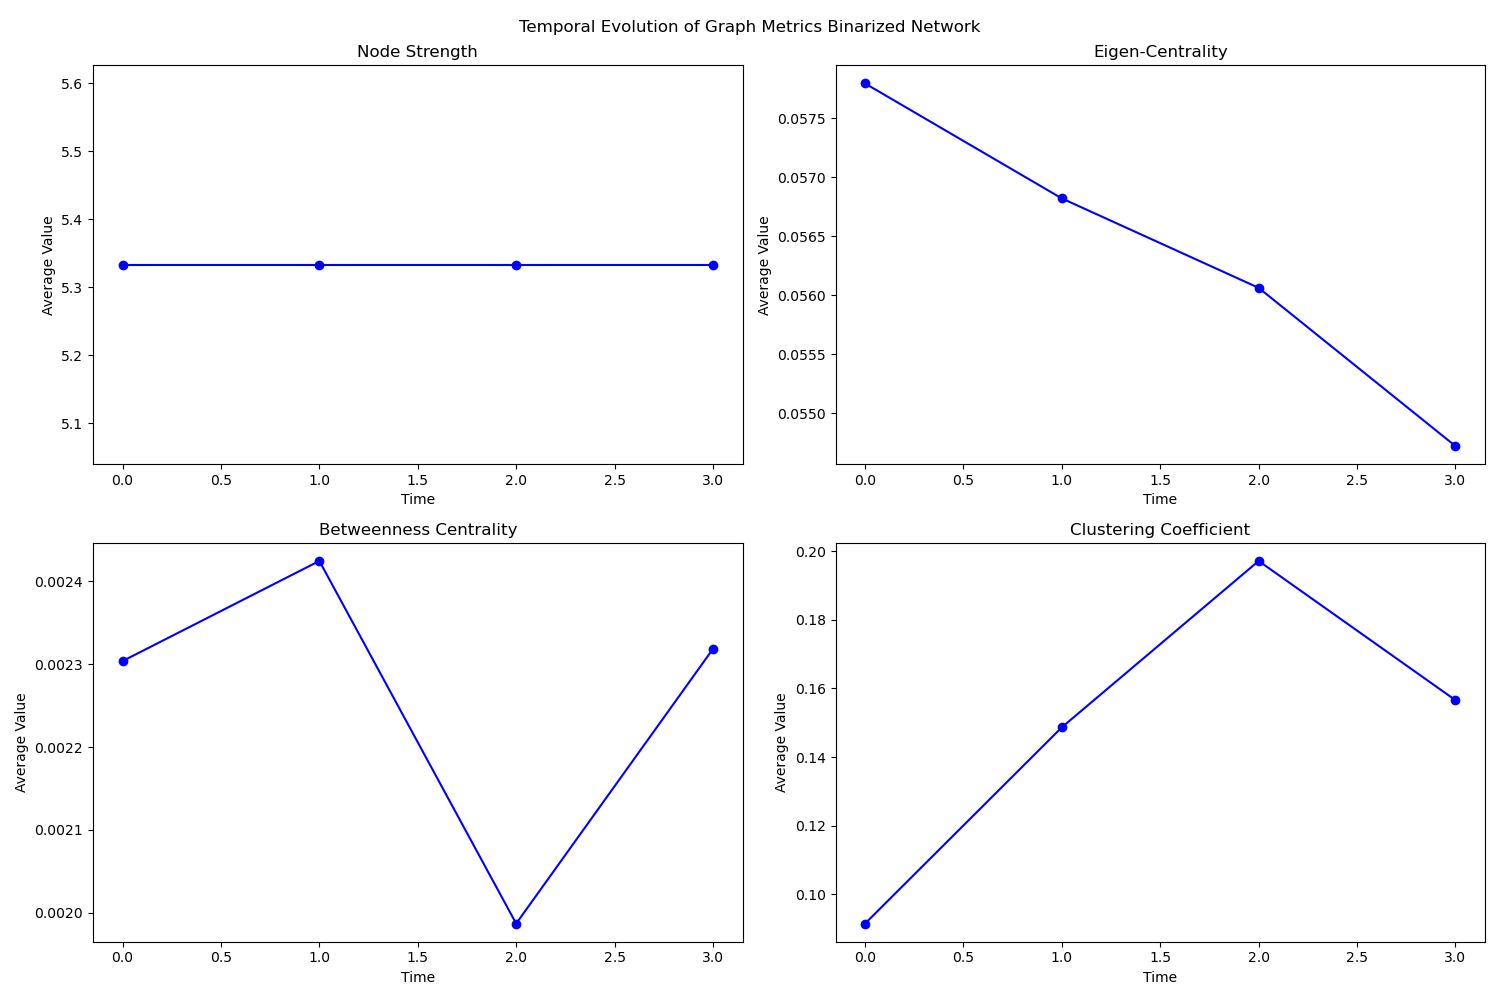 Temporal Evolution of Graph Metrics Binarized Network
Node Strength
5.6
5.5
5.4
5.3
5.2
5.1
Average Value
0.0 0.5 1.0 1.5 2.0 2.5 3.0
Time
Eigen-Centrality
0.0575
0.0570
0.0565
0.0560
0.0555
0.0550
Average Value
0.0 0.5 1.0 1.5 2.0 2.5 3.0
Time
Betweenness Centrality
0.0024
0.0023
0.0022
0.0021
0.0020
Average Value
0.0 0.5 1.0 1.5 2.0 2.5 3.0
Time
Clustering Coefficient
0.20
0.18
0.16
0.14
0.12
0.10
Average Value
0.0 0.5 1.0 1.5 2.0 2.5 3.0
Time